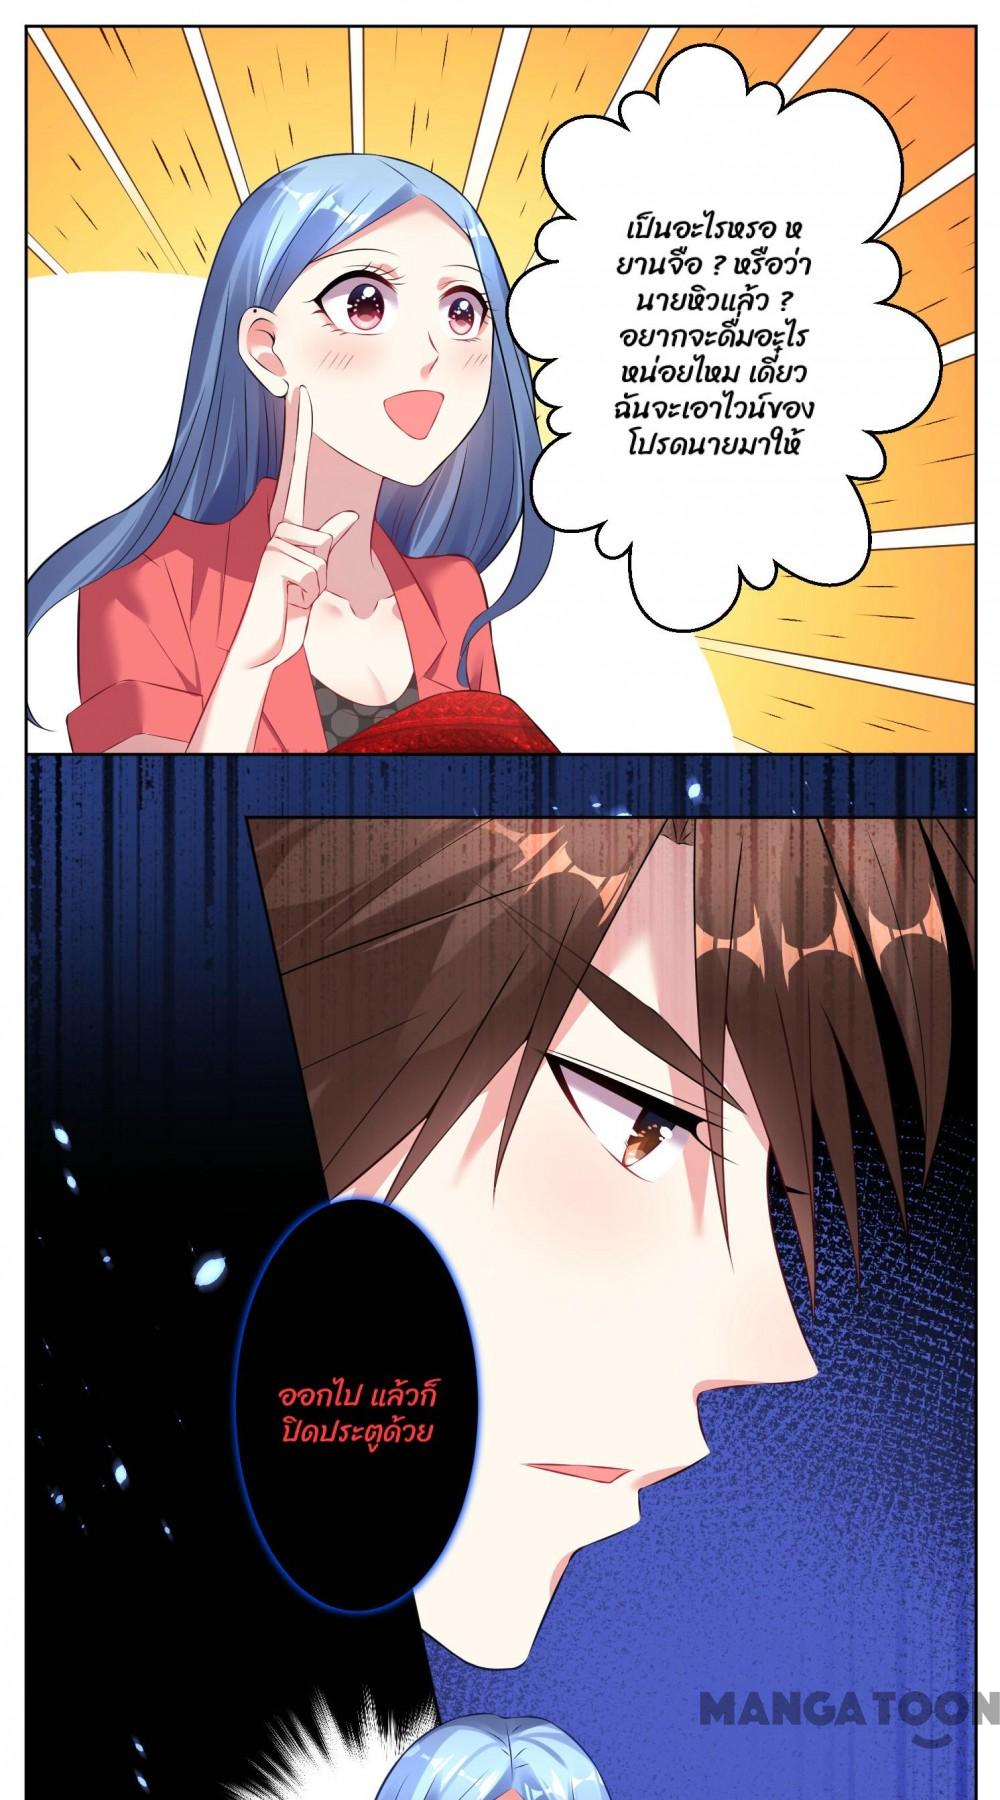 เป็นอะไรหรอ ห
ยานจือ ? หรือว่า
นายหิวแล้ว ?
อยากจะดื่มอะไร
หน่อยไหม เดี๋ยว
ฉันจะเอาไวน์ของ
โปรดนายมาให้
ออกไป แล้วก็
ปิดประตูด้วย
MANGATOON